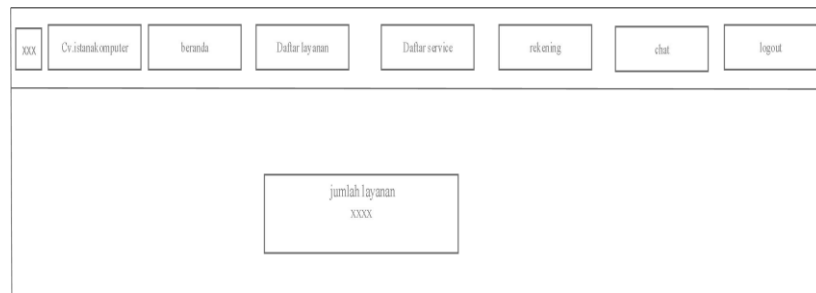 xxx
Cv.istanakomputer
beranda
Daftar layanan
Daftar service
rekening
chat
logout
jumlah layanan
xxxx